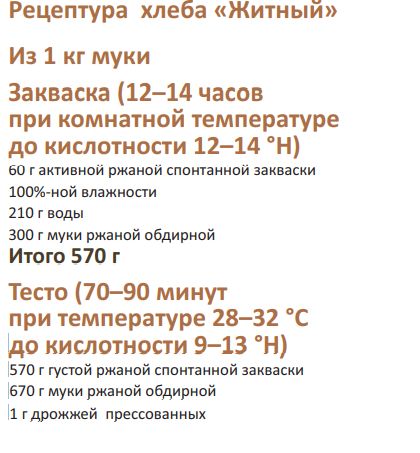 Рецептура хлеба «Житный»
Из 1 кг муки
Закваска (12–14 часов
при комнатной температуре
до кислотности 12–14 °Н)
60 г активной ржаной спонтанной закваски
100%-ной влажности
210 г воды
300 г муки ржаной обдирной
Итого 570 г
Тесто (70–90 минут
при температуре 28–32 °С
до кислотности 9–13 °Н)
570 г густой ржаной спонтанной закваски
670 г муки ржаной обдирной
1 г дрожжей прессованных